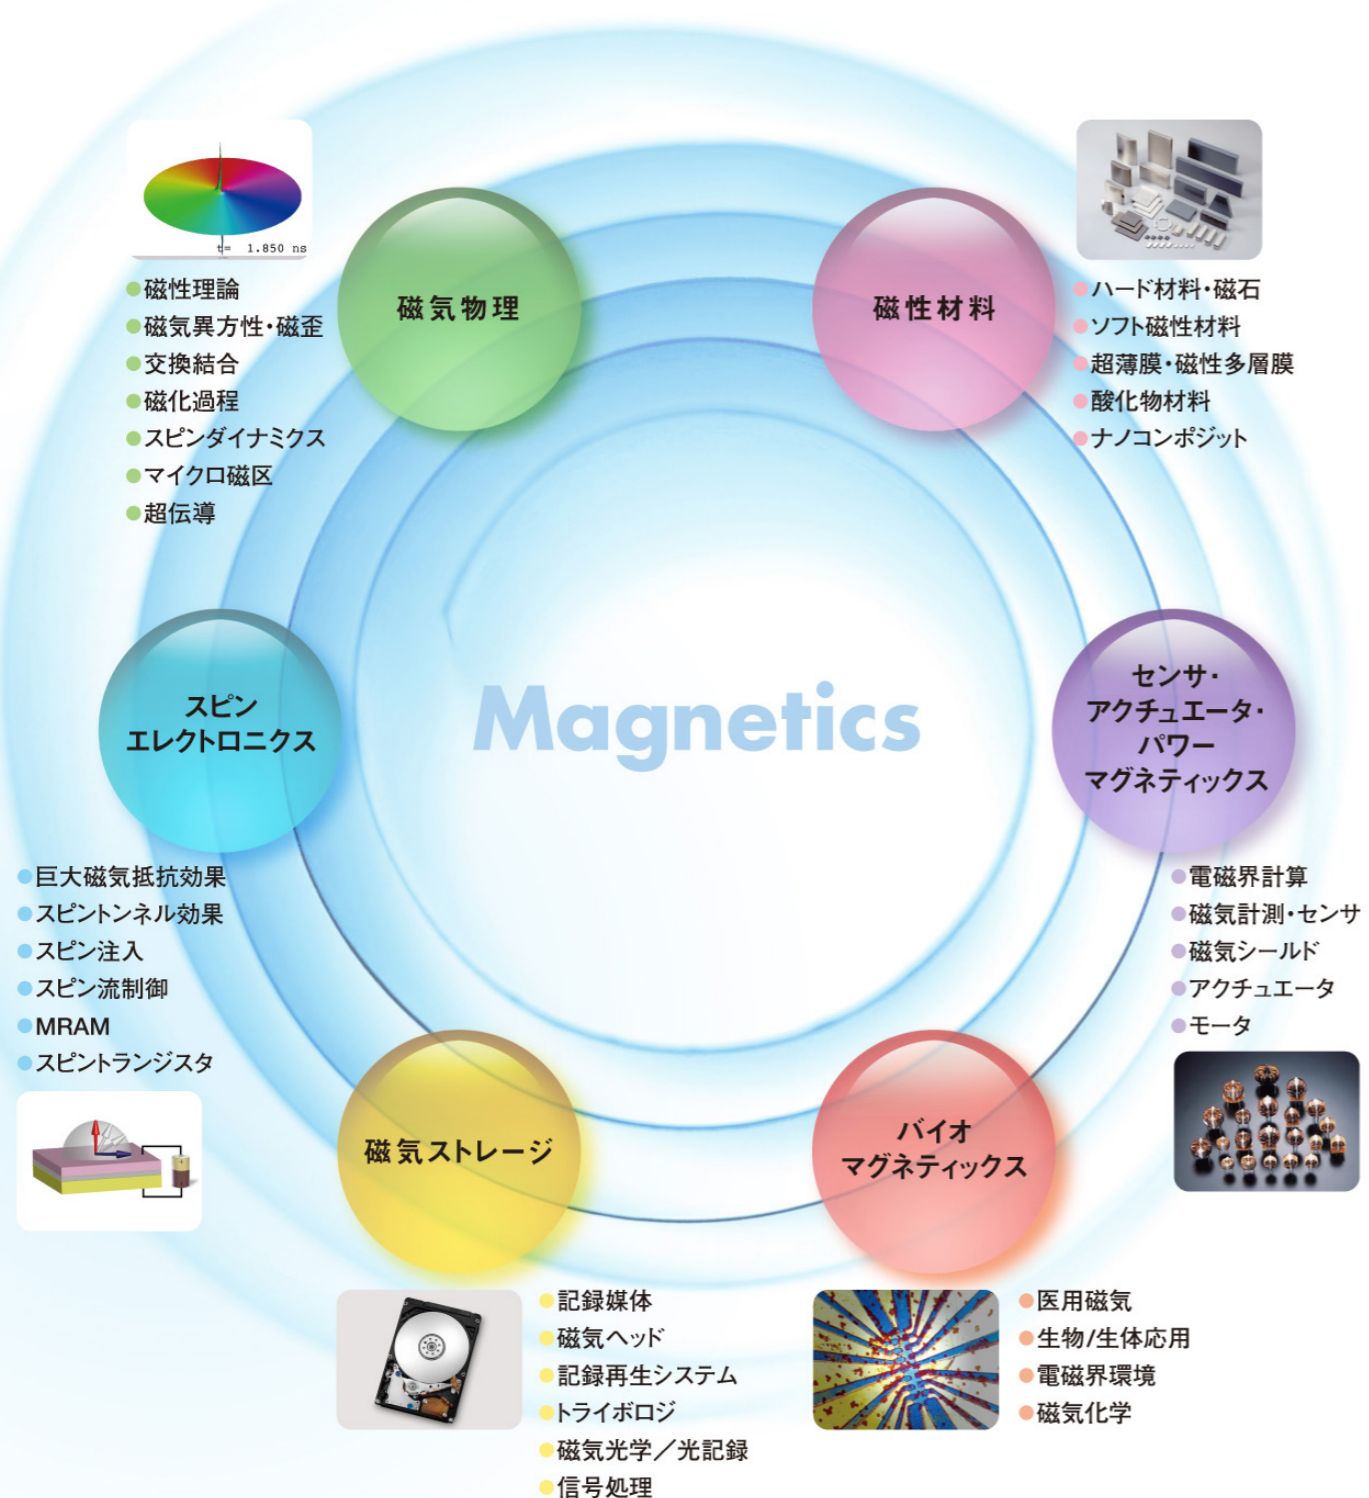 t= 1.850 ns
磁気物理
●磁性理論
●磁気異方性・磁歪
●交換結合
●磁化過程
●スピンダイナミクス
●マイクロ磁区
●超伝導
磁性材料
●ハード材料・磁石
●ソフト磁性材料
●超薄膜・磁性多層膜
●酸化物材料
●ナノコンポジット
Magnetics
スピン
エレクトロニクス
●巨大磁気抵抗効果
●スピントンネル効果
●スピン注入
●スピン流制御
●MRAM
●スピントランジスタ
センサ・
アクチュエータ・
パワー
マグネティックス
●電磁界計算
●磁気計測・センサ
●磁気シールド
●アクチュエータ
●モータ
磁気ストレージ
●記録媒体
●磁気ヘッド
●記録再生システム
●トライボロジ
●磁気光学／光記録
●信号処理
バイオ
マグネティックス
●医用磁気
●生物/生体応用
●電磁界環境
●磁気化学